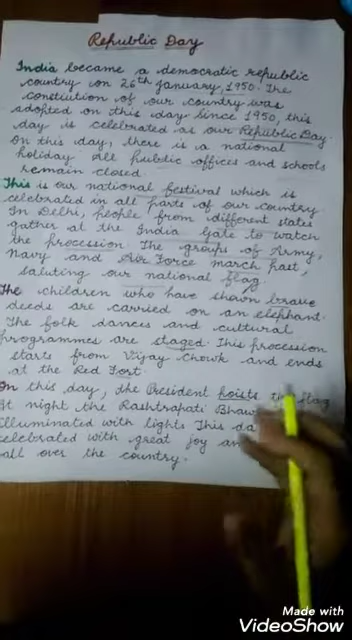 Republic Day
India became a democratic republic
country on 26th January, 1950. The
constiution of our country was
adopted on this day since 1950, this
day is celebrated as our Republic Day.
On this day, there is a national
holiday all public offices and schools
remain closed.
This is our national festival which is
celebrated in all parts of our country
In Delhi, people from different states
gather at the India Gate to watch
the procession. The groups of Army,
Navy and Air Force march past
saluting our national flag.
The children who have shown brave
deeds are carried on an elephant.
The folk dances and cultural
programmes are staged. This procession
starts from Vijay Chowk and ends
at the Red Fort.
On this day, the President hoists the flag
At night the Rashtrapati Bhaw
illuminated with lights This da
celebrated with great joy an
all over the country.
Made with
VideoShow